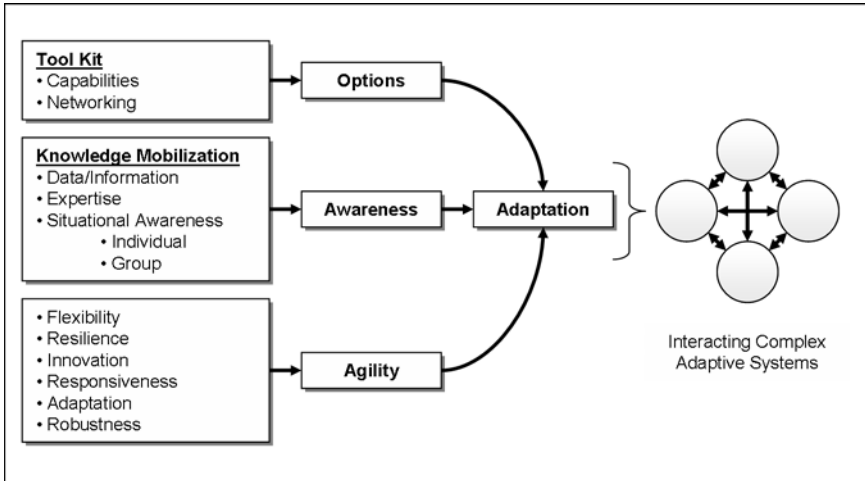 Tool Kit
• Capabilities
• Networking
Options
Knowledge Mobilization
• Data/Information
• Expertise
• Situational Awareness
• Individual
• Group
Awareness
Adaptation
• Flexibility
• Resilience
• Innovation
• Responsiveness
• Adaptation
• Robustness
Agility
Interacting Complex
Adaptive Systems